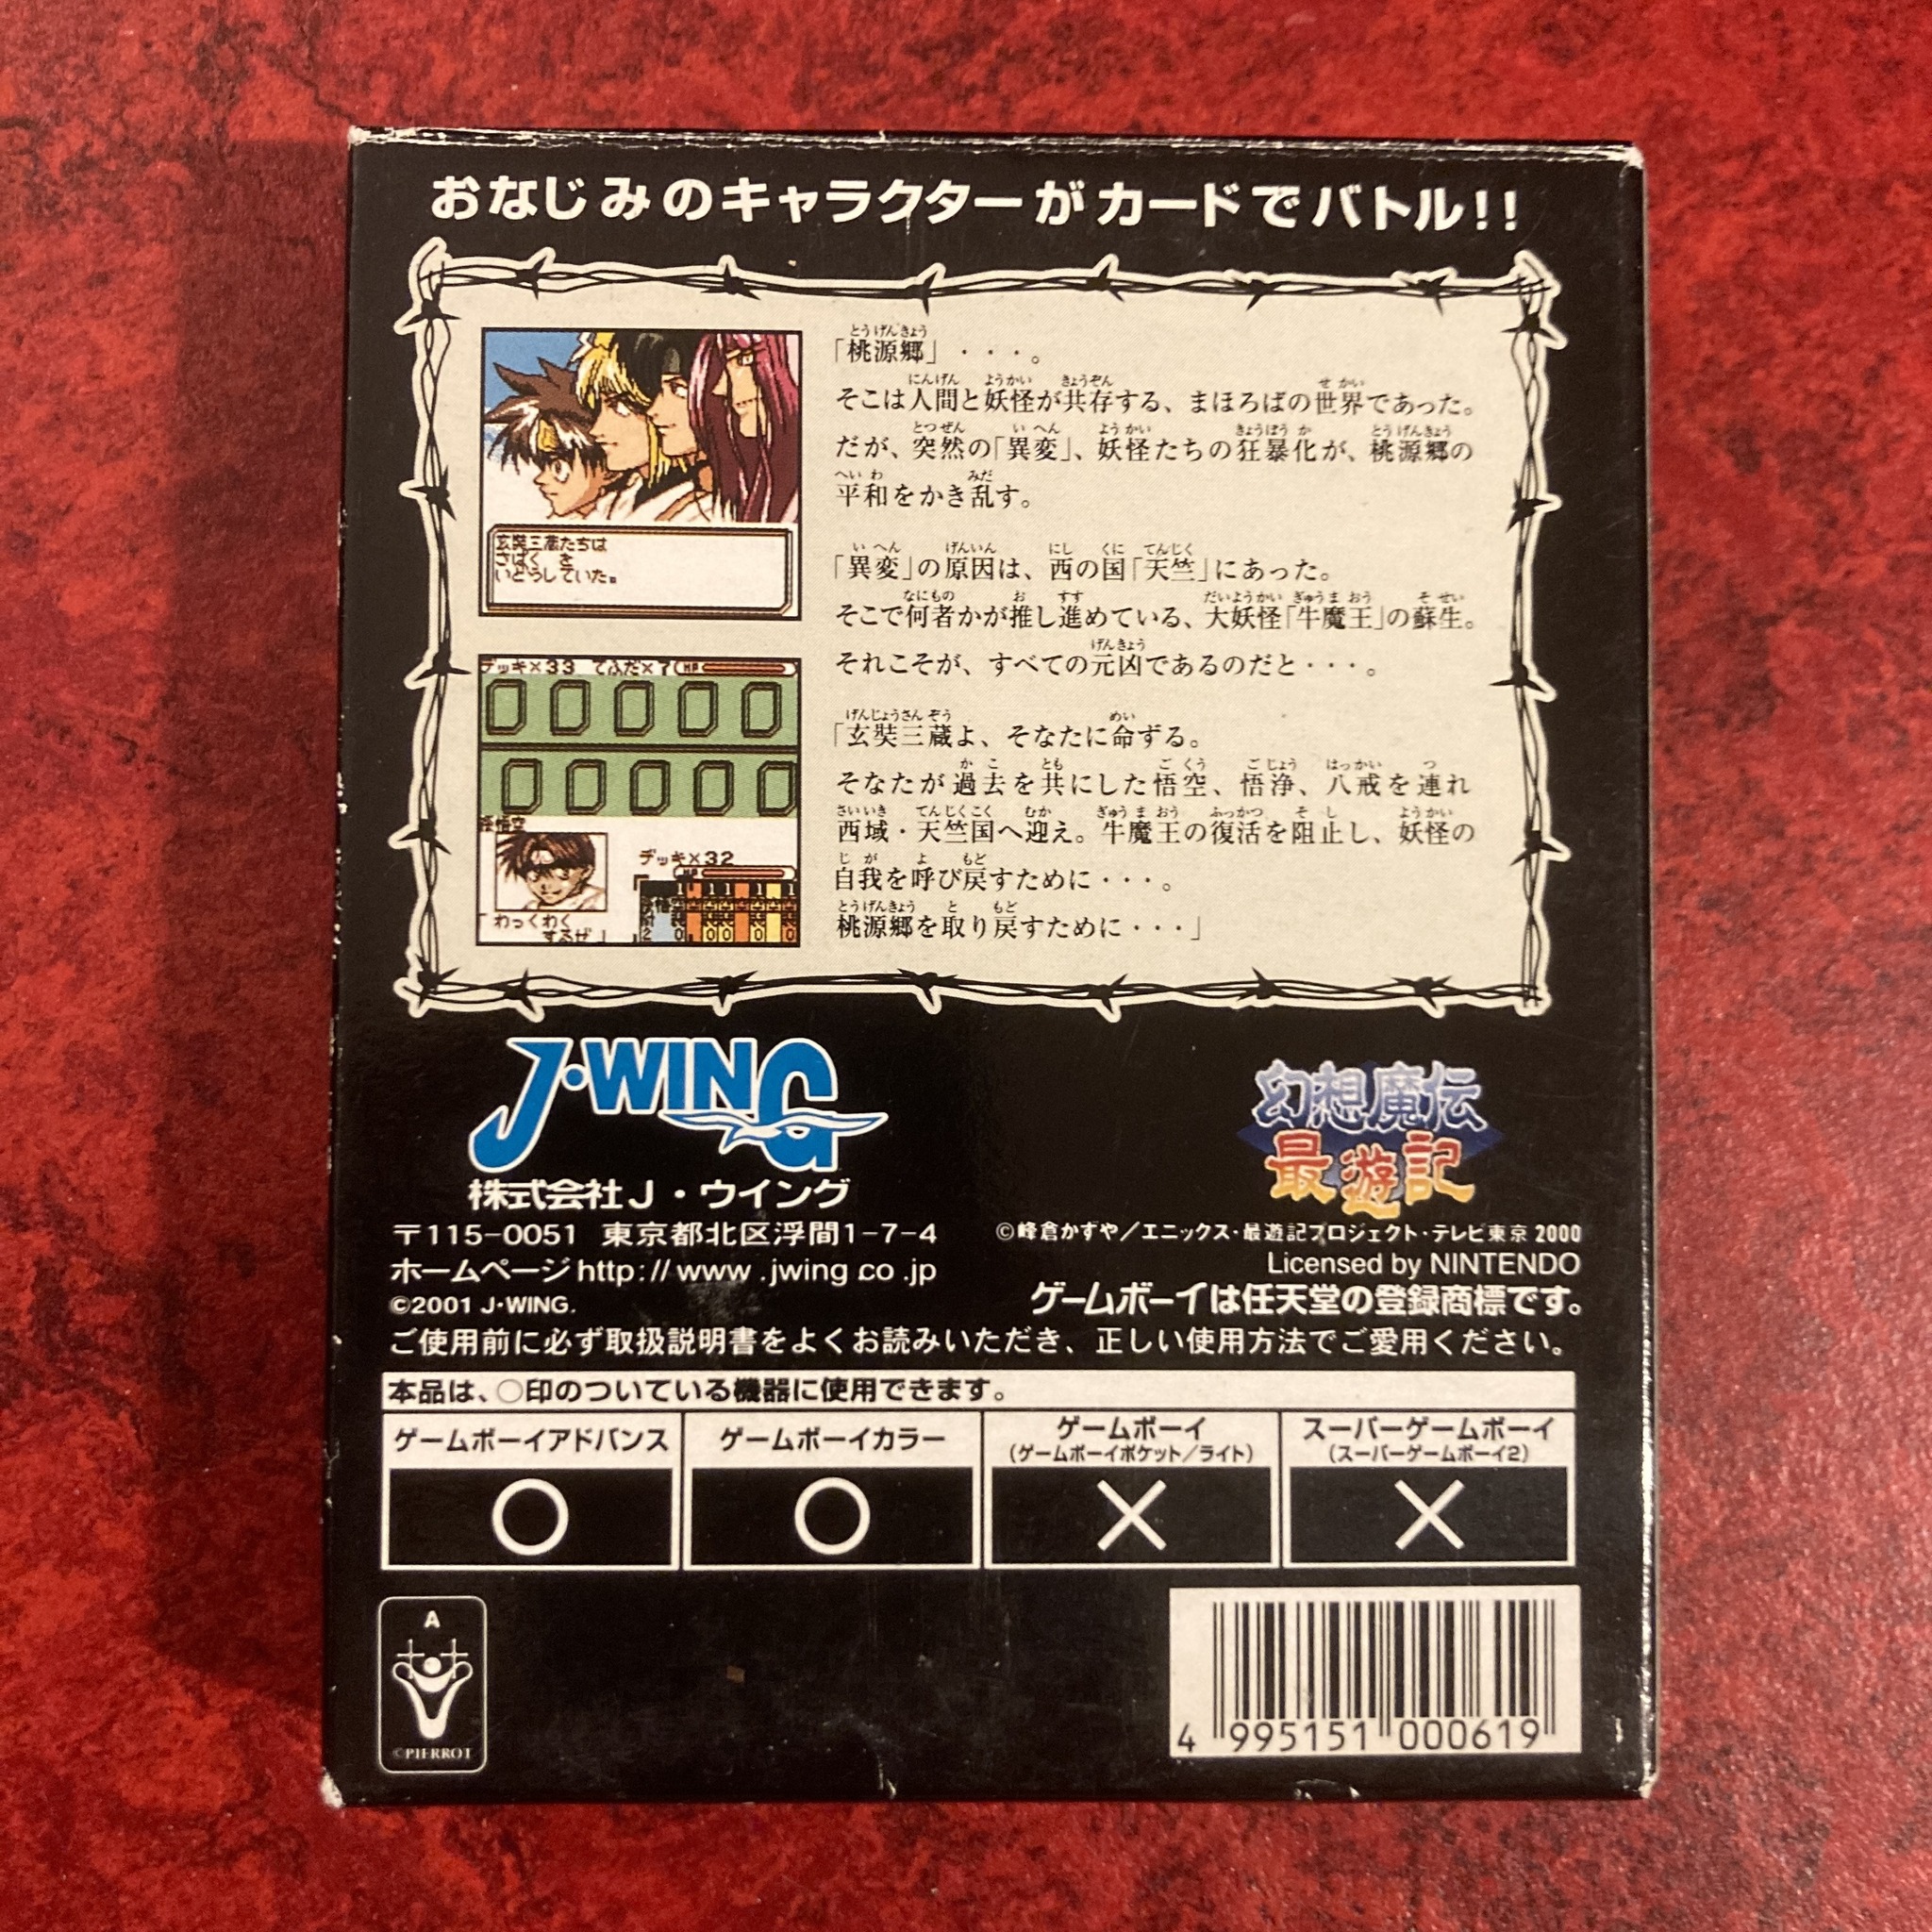 おなじみのキャラクターがカードでバトル!!
「桃源郷」・・・。
そこは人間と妖怪が共存する、まほろばの世界であった。
だが、突然の「異変」、妖怪たちの狂暴化が、桃源郷の
平和をかき乱す。
「異変」の原因は、西の国「天竺」にあった。
そこで何者かが推し進めている、大妖怪「牛魔王」の蘇生。
それこそが、すべての元凶であるのだと・・・。
「玄奘三蔵よ、そなたに命ずる。
そなたが過去を共にした悟空、悟浄、八戒を連れ
西域・天竺国へ迎え。牛魔王の復活を阻止し、妖怪の
自我を呼び戻すために・・・。
桃源郷を取り戻すために・・・」
玄奘三蔵たちは
さばく を
いどうしていた。
デッキ×33 てふだ×7 HP
孫悟空
デッキ×32
HP
「わっくわく
するぜ」
J・WING
株式会社J・ウイング
〒115-0051 東京都北区浮間1-7-4
ホームページhttp://www.jwing.co.jp
©2001 J・WING.
幻想魔伝
最遊記
©峰倉かずや/エニックス・最遊記プロジェクト・テレビ東京 2000
Licensed by NINTENDO
ゲームボーイは任天堂の登録商標です。
ご使用前に必ず取扱説明書をよくお読みいただき、正しい使用方法でご愛用ください。
本品は、○印のついている機器に使用できます。
ゲームボーイアドバンス
ゲームボーイカラー
ゲームボーイ
(ゲームボーイポケット/ライト)
スーパーゲームボーイ
(スーパーゲームボーイ2)
○ ○ × ×
A
©PIERROT
4 995151 000619